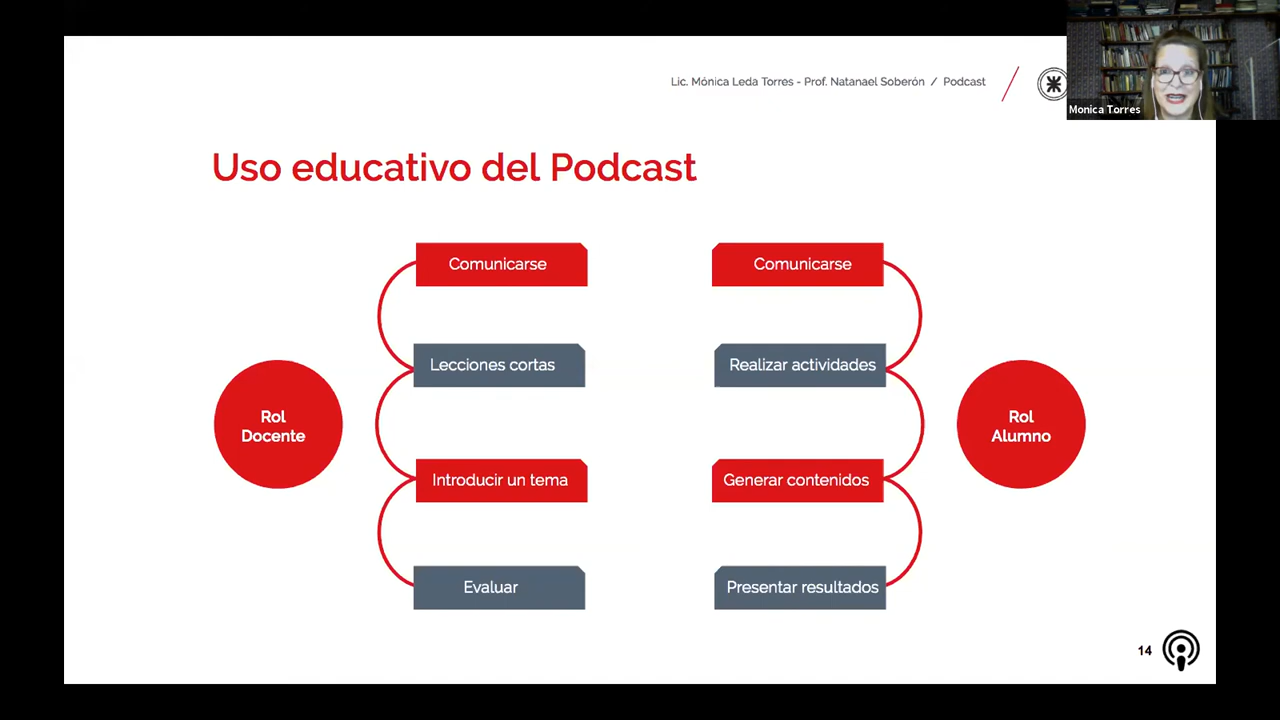 Lic. Mónica Leda Torres - Prof. Natanael Soberón / Podcast
Monica Torres
Uso educativo del Podcast
Comunicarse
Comunicarse
Lecciones cortas
Realizar actividades
Rol
Docente
Rol
Alumno
Introducir un tema
Generar contenidos
Evaluar
Presentar resultados
14